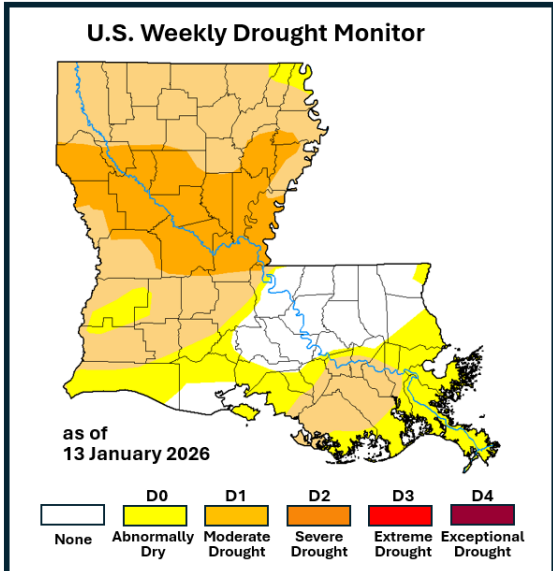 U.S. Weekly Drought Monitor
as of
13 January 2026
D0 D1 D2 D3 D4
None Abnormally Dry Moderate Drought Severe Drought Extreme Drought Exceptional Drought